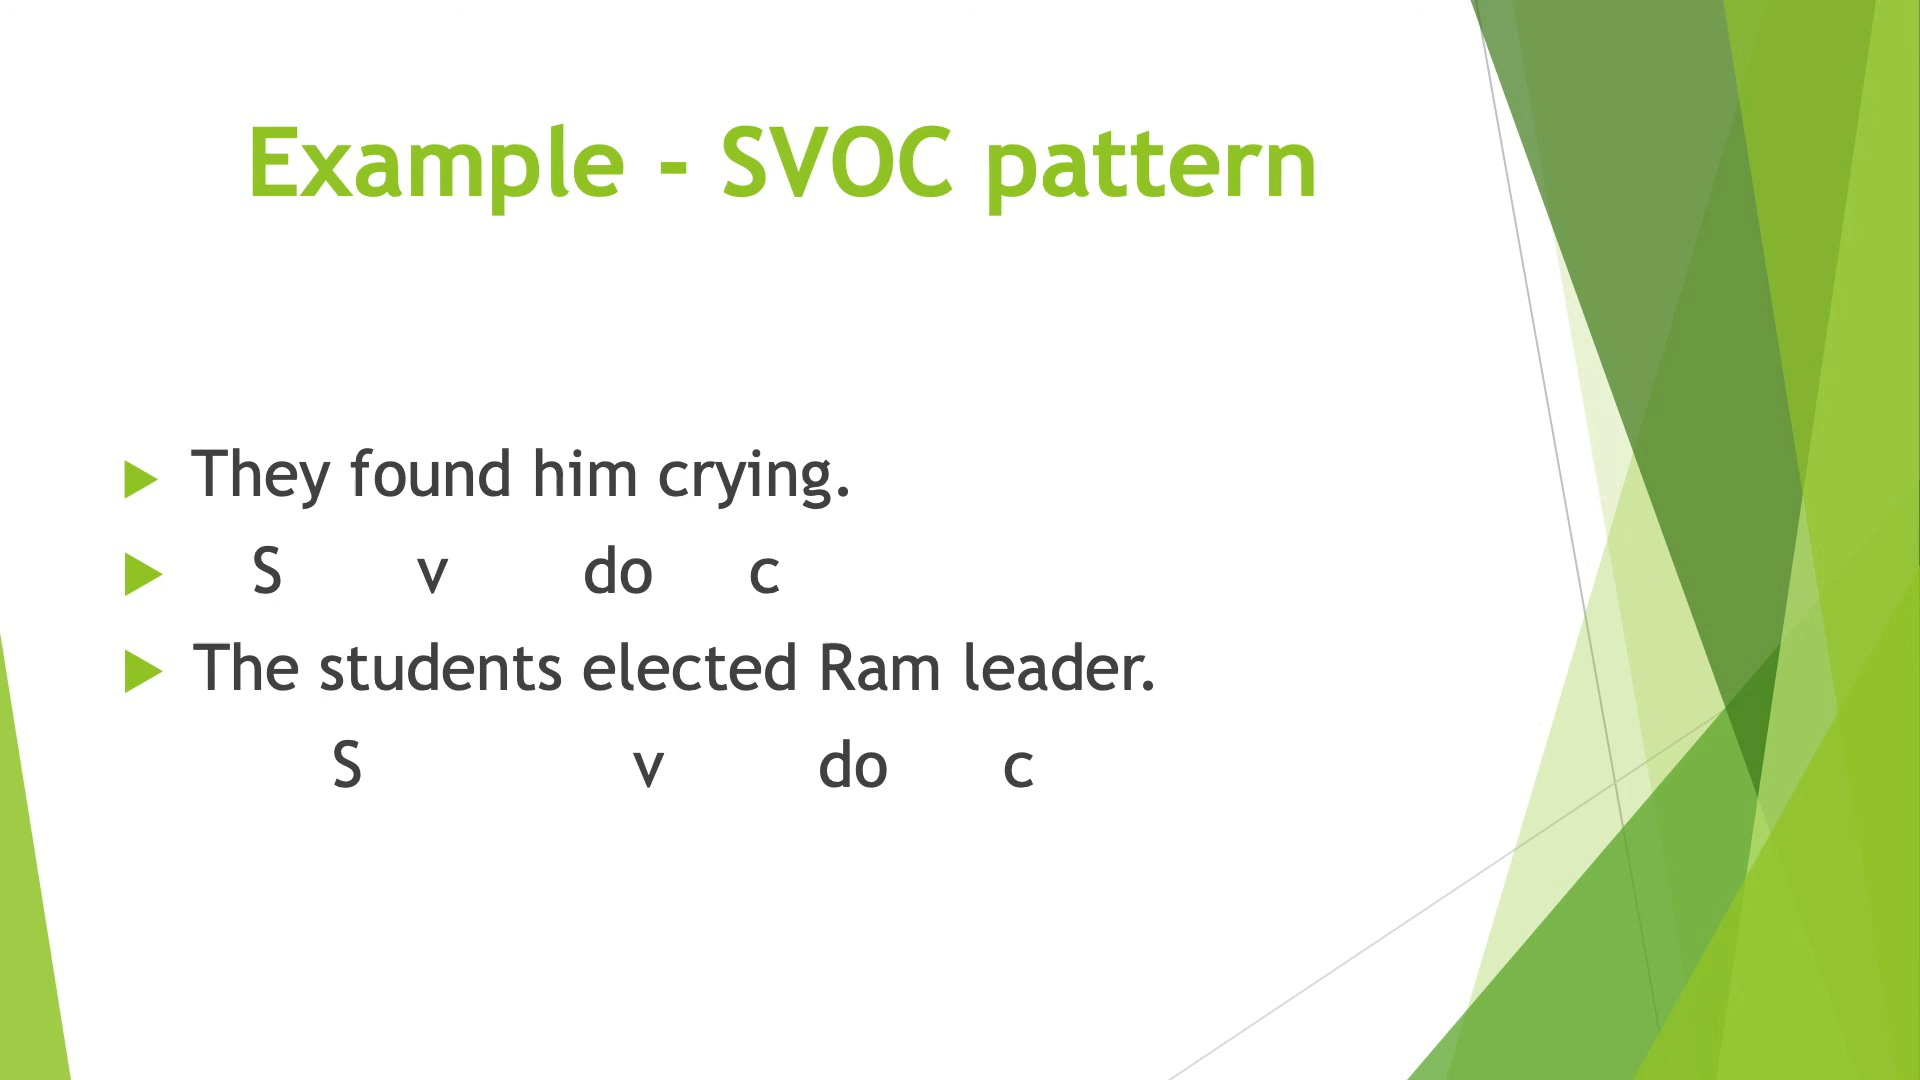 Example - SVOC pattern
They found him crying.
S v do c
The students elected Ram leader.
S v do c